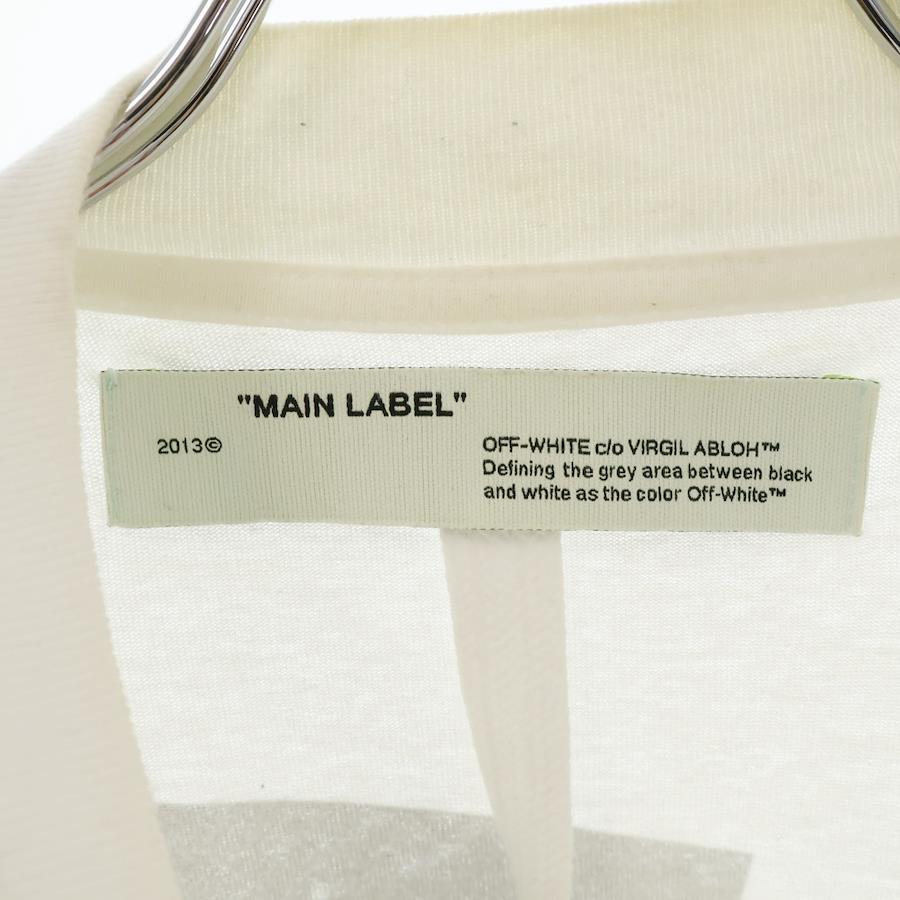 "MAIN LABEL"
2013©
OFF-WHITE c/o VIRGIL ABLOH™
Defining the grey area between black
and white as the color Off-White™